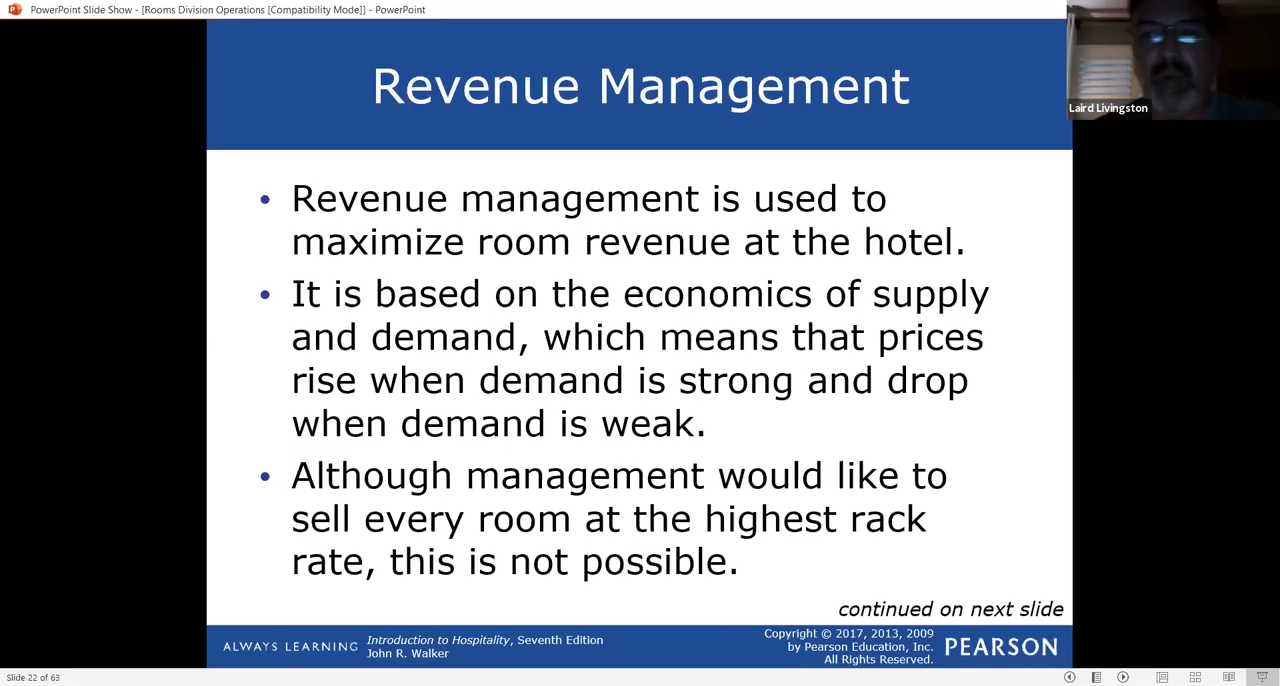 PowerPoint Slide Show - [Rooms Division Operations [Compatibility Mode]] - PowerPoint
Revenue Management
Laird Livingston
• Revenue management is used to
maximize room revenue at the hotel.
• It is based on the economics of supply
and demand, which means that prices
rise when demand is strong and drop
when demand is weak.
• Although management would like to
sell every room at the highest rack
rate, this is not possible.
continued on next slide
ALWAYS LEARNING
Introduction to Hospitality, Seventh Edition
John R. Walker
Copyright © 2017, 2013, 2009
by Pearson Education, Inc.
All Rights Reserved.
PEARSON
Slide 22 of 63